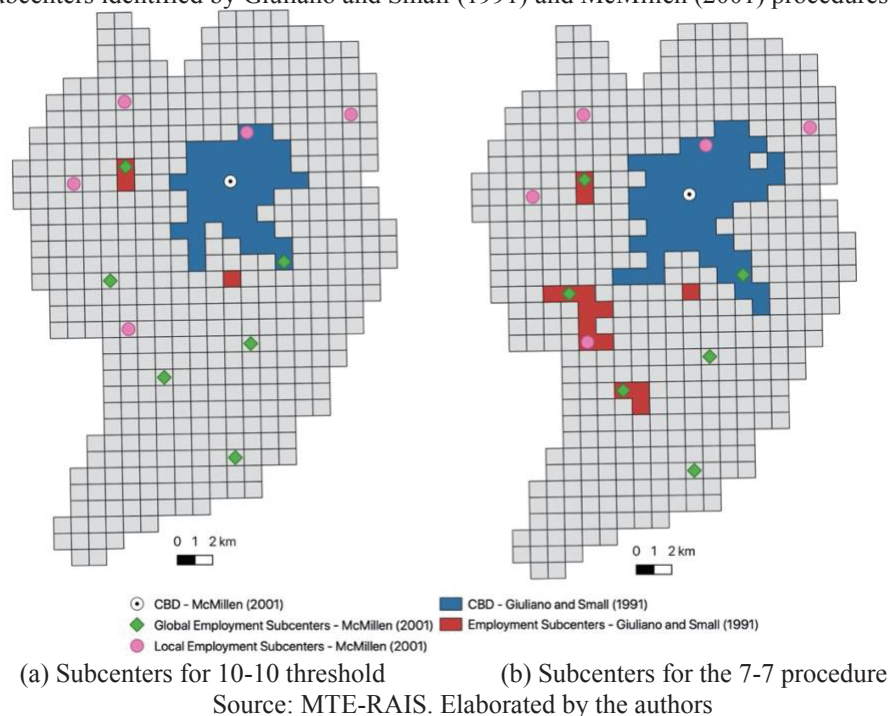 ubcenters identified by Giuliano and Small (1991) and McMillen (2001) procedures
0 1 2 km
0 1 2 km
CBD - McMillen (2001)
CBD - Giuliano and Small (1991)
Global Employment Subcenters - McMillen (2001)
Employment Subcenters - Giuliano and Small (1991)
Local Employment Subcenters - McMillen (2001)
(a) Subcenters for 10-10 threshold
(b) Subcenters for the 7-7 procedure
Source: MTE-RAIS. Elaborated by the authors